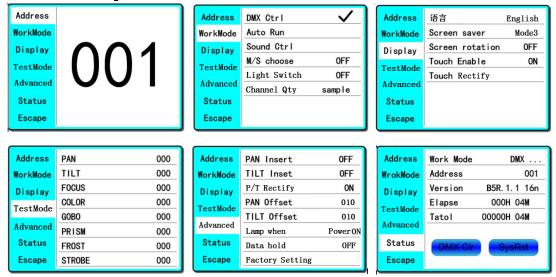 Address
WorkMode
Display
TestMode
Advanced
Status
Escape
001
Address
WorkMode
Display
TestMode
Advanced
Status
Escape
DMX Ctrl ✓
Auto Run
Sound Ctrl
M/S choose OFF
Light Switch OFF
Channel Qty sample
Address
WorkMode
Display
TestMode
Advanced
Status
Escape
语言 English
Screen saver Mode3
Screen rotation OFF
Touch Enable ON
Touch Rectify
Address
WorkMode
Display
TestMode
Advanced
Status
Escape
PAN 000
TILT 000
FOCUS 000
COLOR 000
GOBO 000
PRISM 000
FROST 000
STROBE 000
Address
WorkMode
Display
TestMode
Advanced
Status
Escape
PAN Insert OFF
TILT Inset OFF
P/T Rectify ON
PAN Offset 010
TILT Offset 010
Lamp when PowerON
Data hold OFF
Factory Setting
Address
WorkMode
Display
TestMode
Advanced
Status
Escape
Work Mode DMX ...
Address 001
Version B5R.1.1 16n
Elapse 000H 04M
Tatol 00000H 04M
DMX Clr SysRst